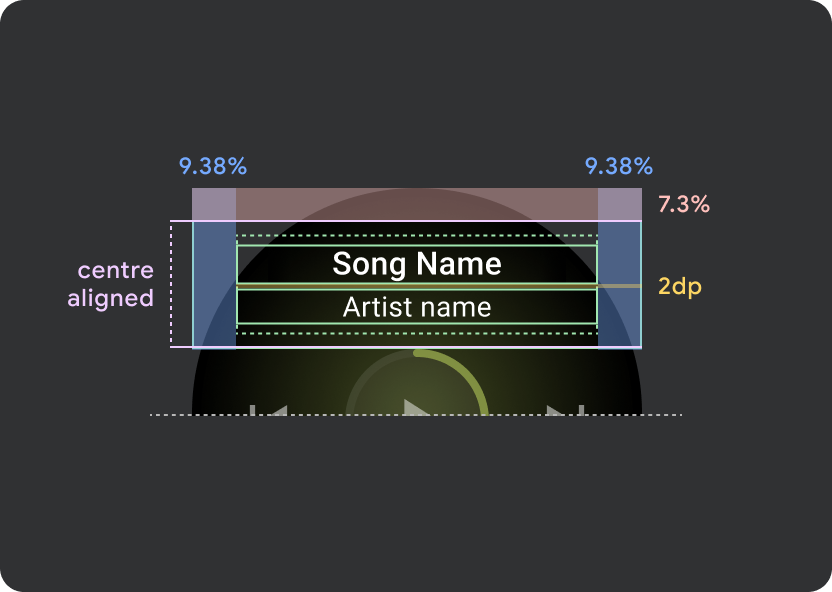 9.38% 9.38%
7.3%
Song Name
centre
aligned
2dp
Artist name